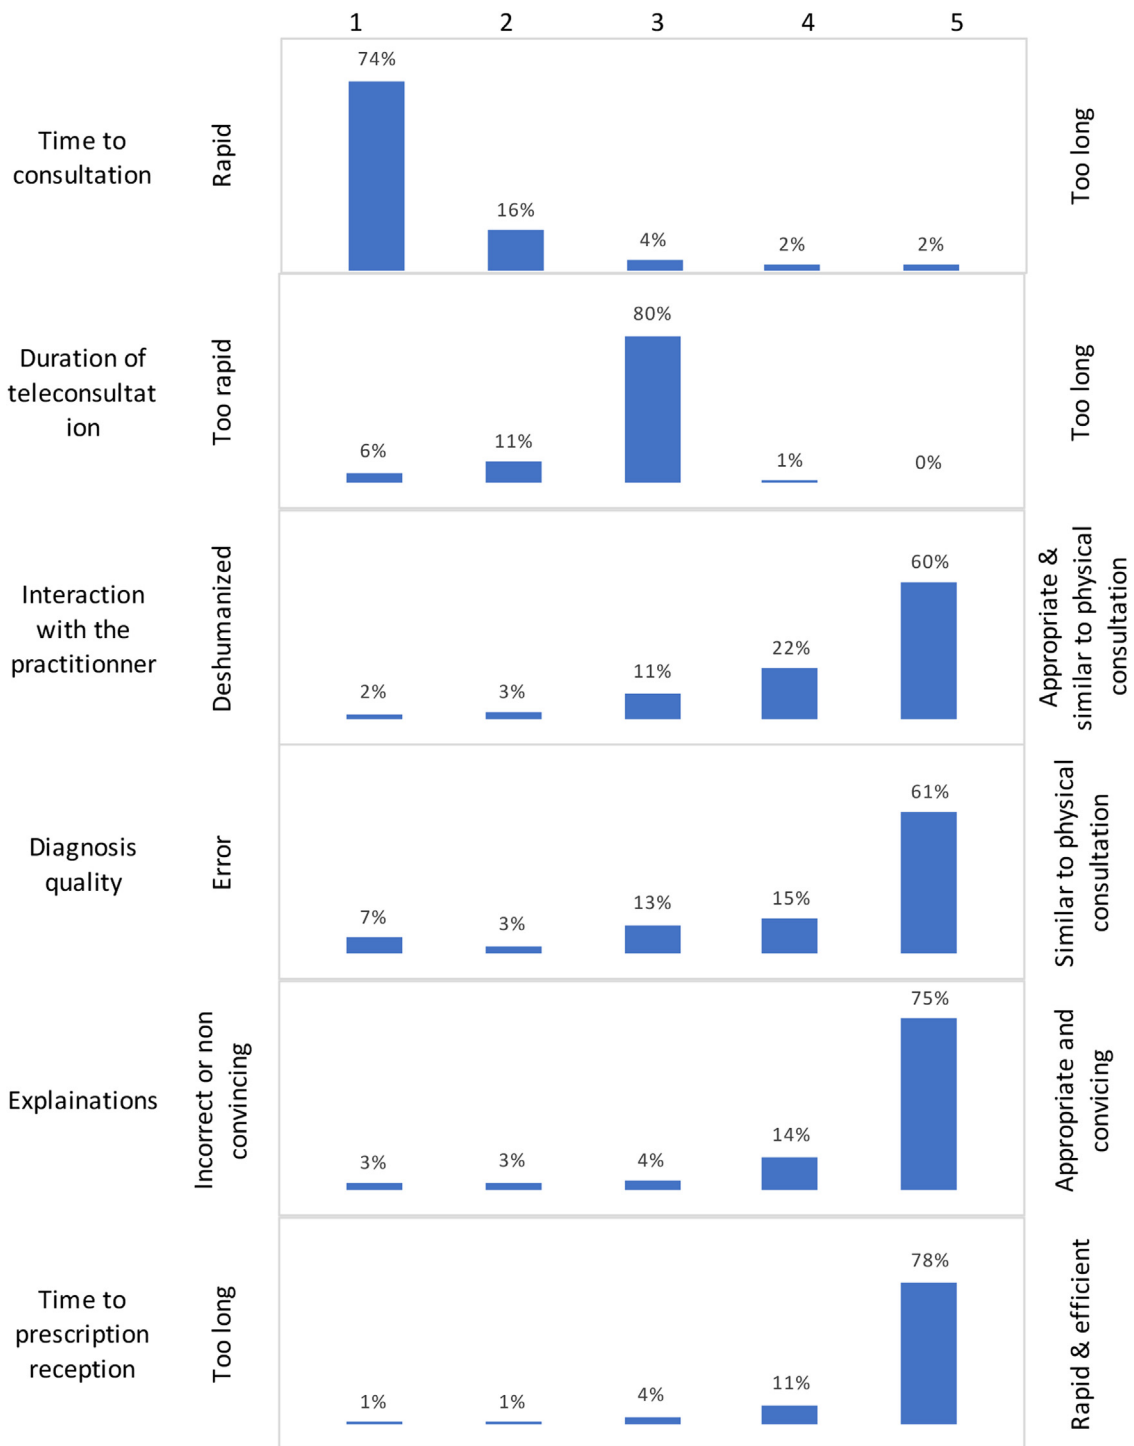 1 2 3 4 5
Time to
consultation
Rapid
74%
16%
4%
2%
2%
Too long
Duration of
teleconsultat
ion
Too rapid
6%
11%
80%
1%
0%
Too long
Interaction
with the
practitionner
Deshumanized
2%
3%
11%
22%
60%
Appropriate &
similar to physical
consultation
Diagnosis
quality
Error
7%
3%
13%
15%
61%
Similar to physical
consultation
Explainations
Incorrect or non
convincing
3%
3%
4%
14%
75%
Appropriate and
convicing
Time to
prescription
reception
Too long
1%
1%
4%
11%
78%
Rapid & efficient